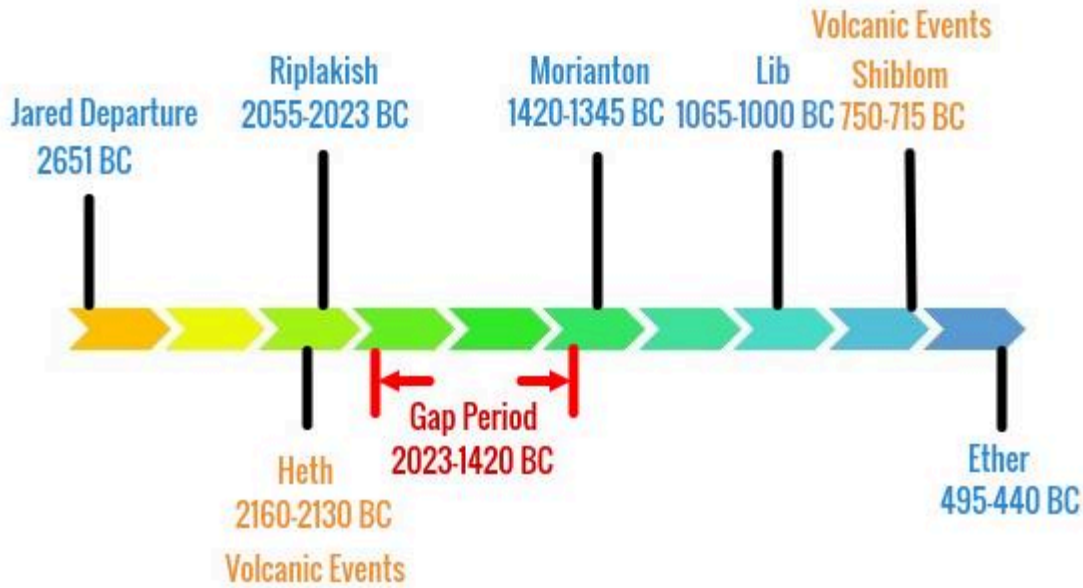 Jared Departure
2651 BC
Riplakish
2055-2023 BC
Morianton
1420-1345 BC
Lib
1065-1000 BC
Volcanic Events
Shiblom
750-715 BC
Heth
2160-2130 BC
Volcanic Events
Gap Period
2023-1420 BC
Ether
495-440 BC